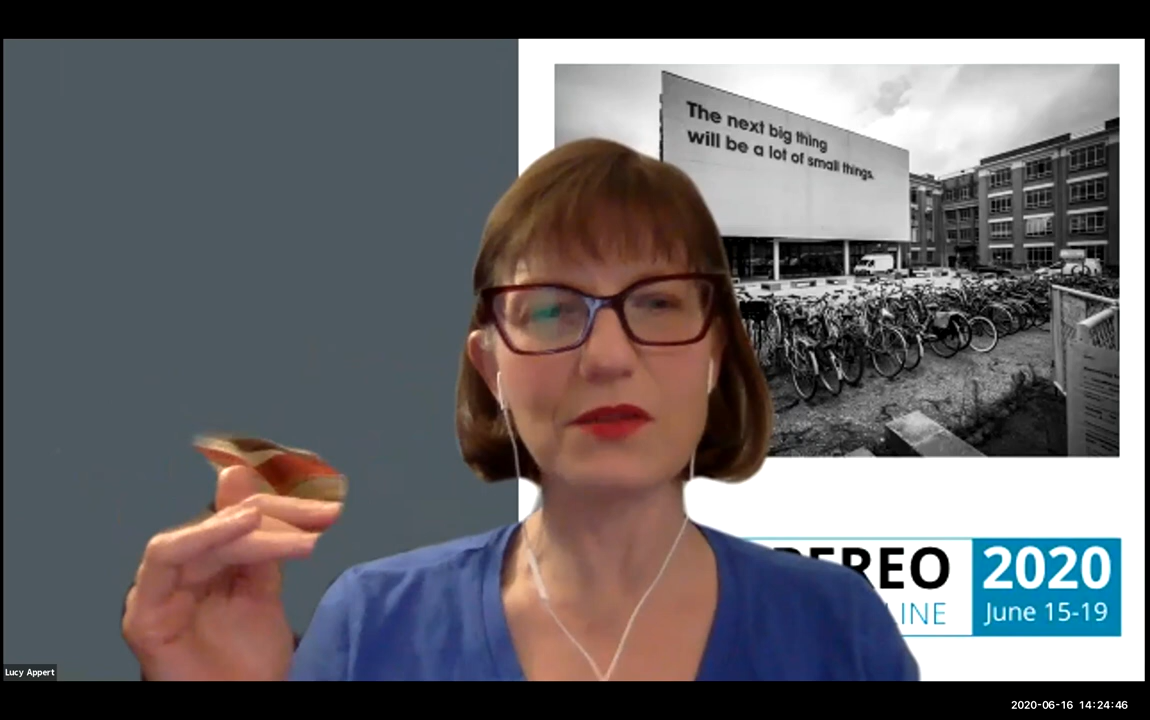 The next big thing
will be a lot of small things.
2020
June 15-19
Lucy Appert
2020-06-16 14:24:46